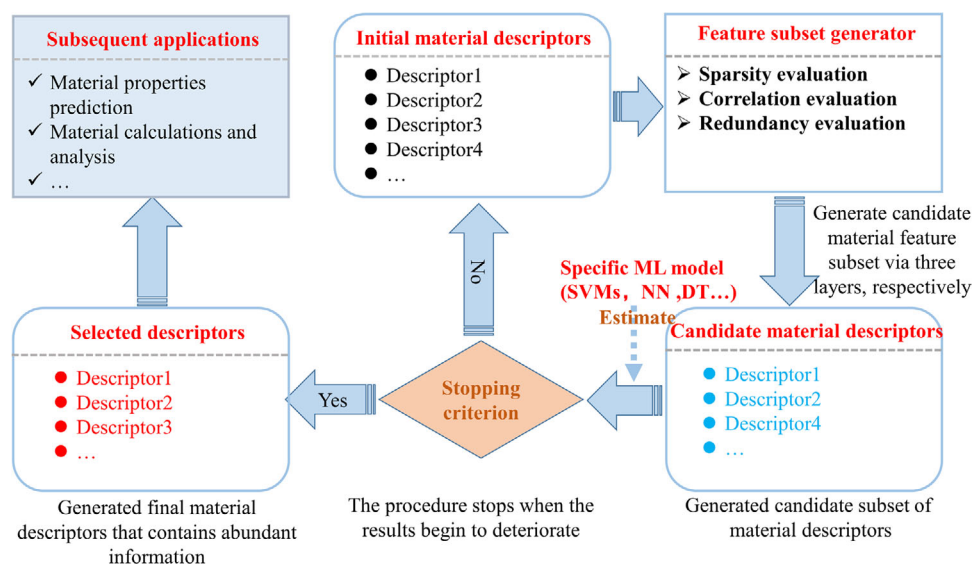 Subsequent applications
✓ Material properties
prediction
✓ Material calculations and
analysis
✓ …
Initial material descriptors
● Descriptor1
● Descriptor2
● Descriptor3
● Descriptor4
● …
Feature subset generator
➢ Sparsity evaluation
➢ Correlation evaluation
➢ Redundancy evaluation
Generate candidate
material feature
subset via three
layers, respectively
Candidate material descriptors
● Descriptor1
● Descriptor2
● Descriptor4
● …
Generated candidate subset of
material descriptors
Specific ML model
(SVMs， NN ,DT…)
Estimate
Stopping
criterion
No
Yes
The procedure stops when the
results begin to deteriorate
Selected descriptors
● Descriptor1
● Descriptor2
● Descriptor3
● …
Generated final material
descriptors that contains abundant
information